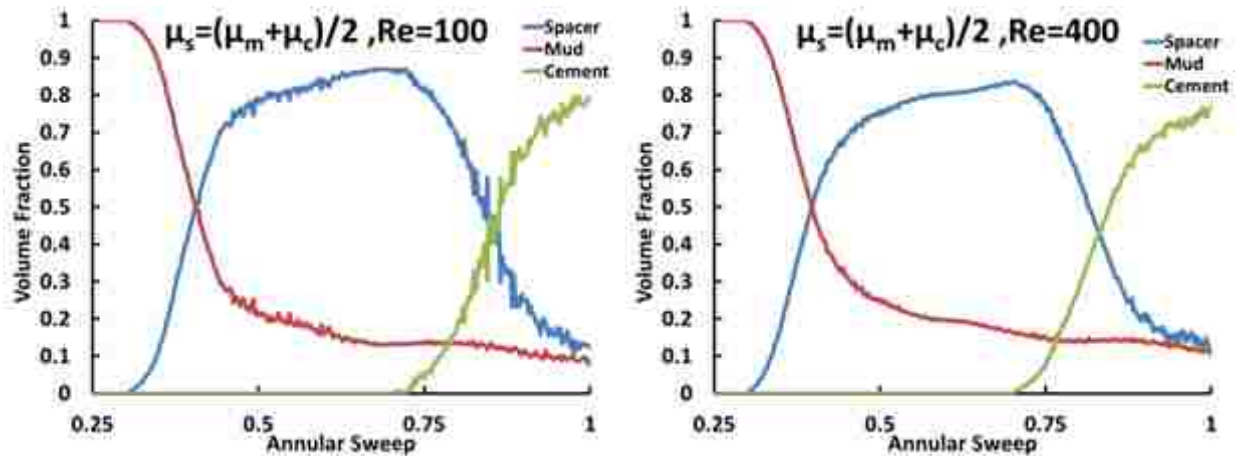 μs=(μm+μc)/2 ,Re=100
Spacer
Mud
Cement
Volume Fraction
1
0.9
0.8
0.7
0.6
0.5
0.4
0.3
0.2
0.1
0
0.25
0.5
0.75
1
Annular Sweep
μs=(μm+μc)/2 ,Re=400
Spacer
Mud
Cement
Volume Fraction
1
0.9
0.8
0.7
0.6
0.5
0.4
0.3
0.2
0.1
0
0.25
0.5
0.75
1
Annular Sweep